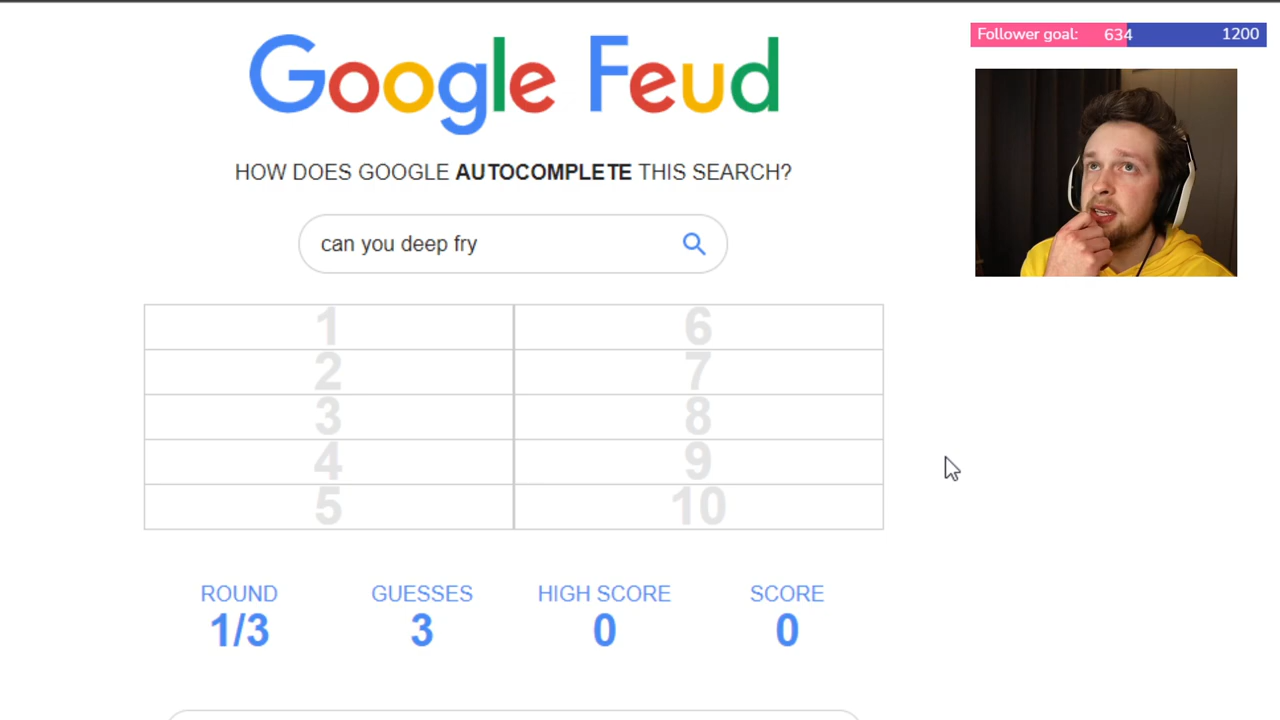 Follower goal: 634 1200
Google Feud
HOW DOES GOOGLE AUTOCOMPLETE THIS SEARCH?
can you deep fry
1 6
2 7
3 8
4 9
5 10
ROUND GUESSES HIGH SCORE SCORE
1/3 3 0 0